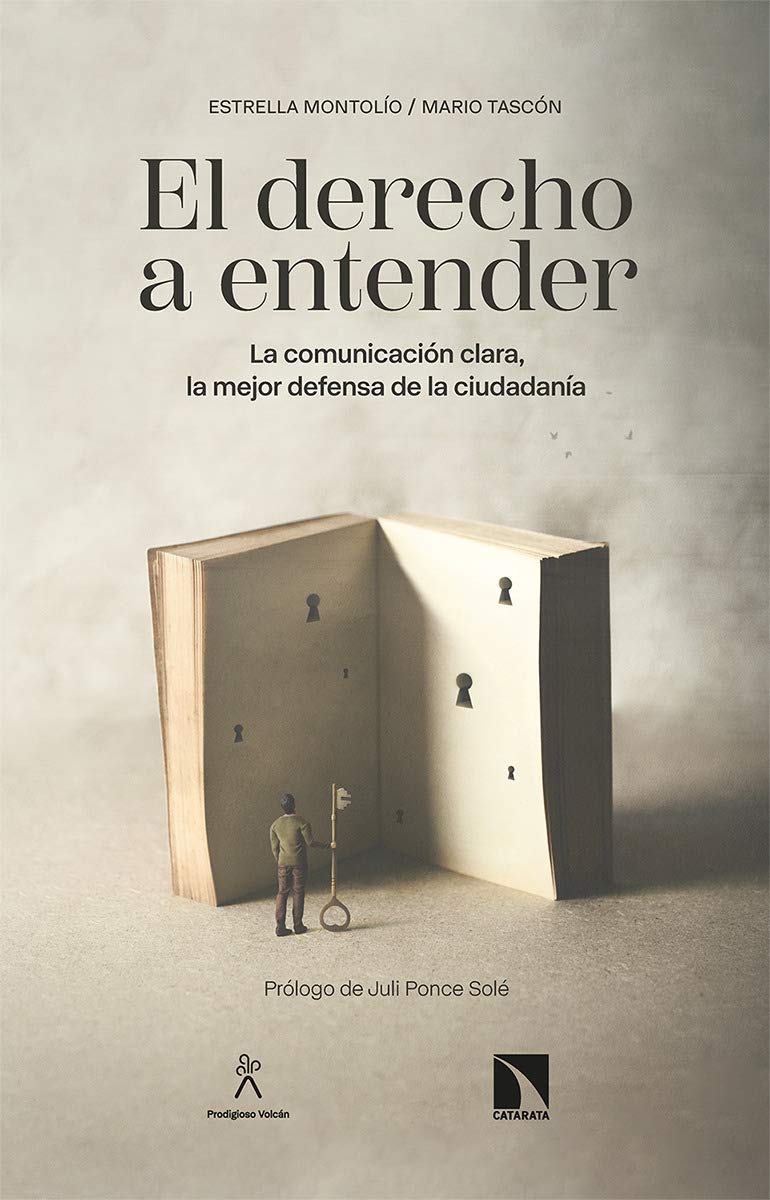 ESTRELLA MONTOLÍO / MARIO TASCÓN
El derecho
a entender
La comunicación clara,
la mejor defensa de la ciudadanía
Prólogo de Juli Ponce Solé
Prodigioso Volcán
CATARATA